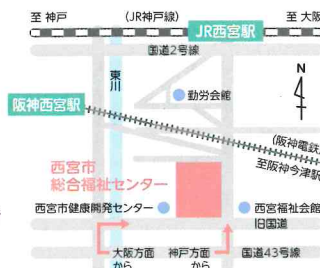 至 神戸
(JR神戸線)
至 大阪
JR西宮駅
国道2号線
東川
N
勤労会館
阪神西宮駅
(阪神電鉄
至阪神今津駅
西宮市
総合福祉センター
西宮市健康開発センター
西宮福祉会館
旧国道
大阪方面
から
神戸方面
から
国道43号線